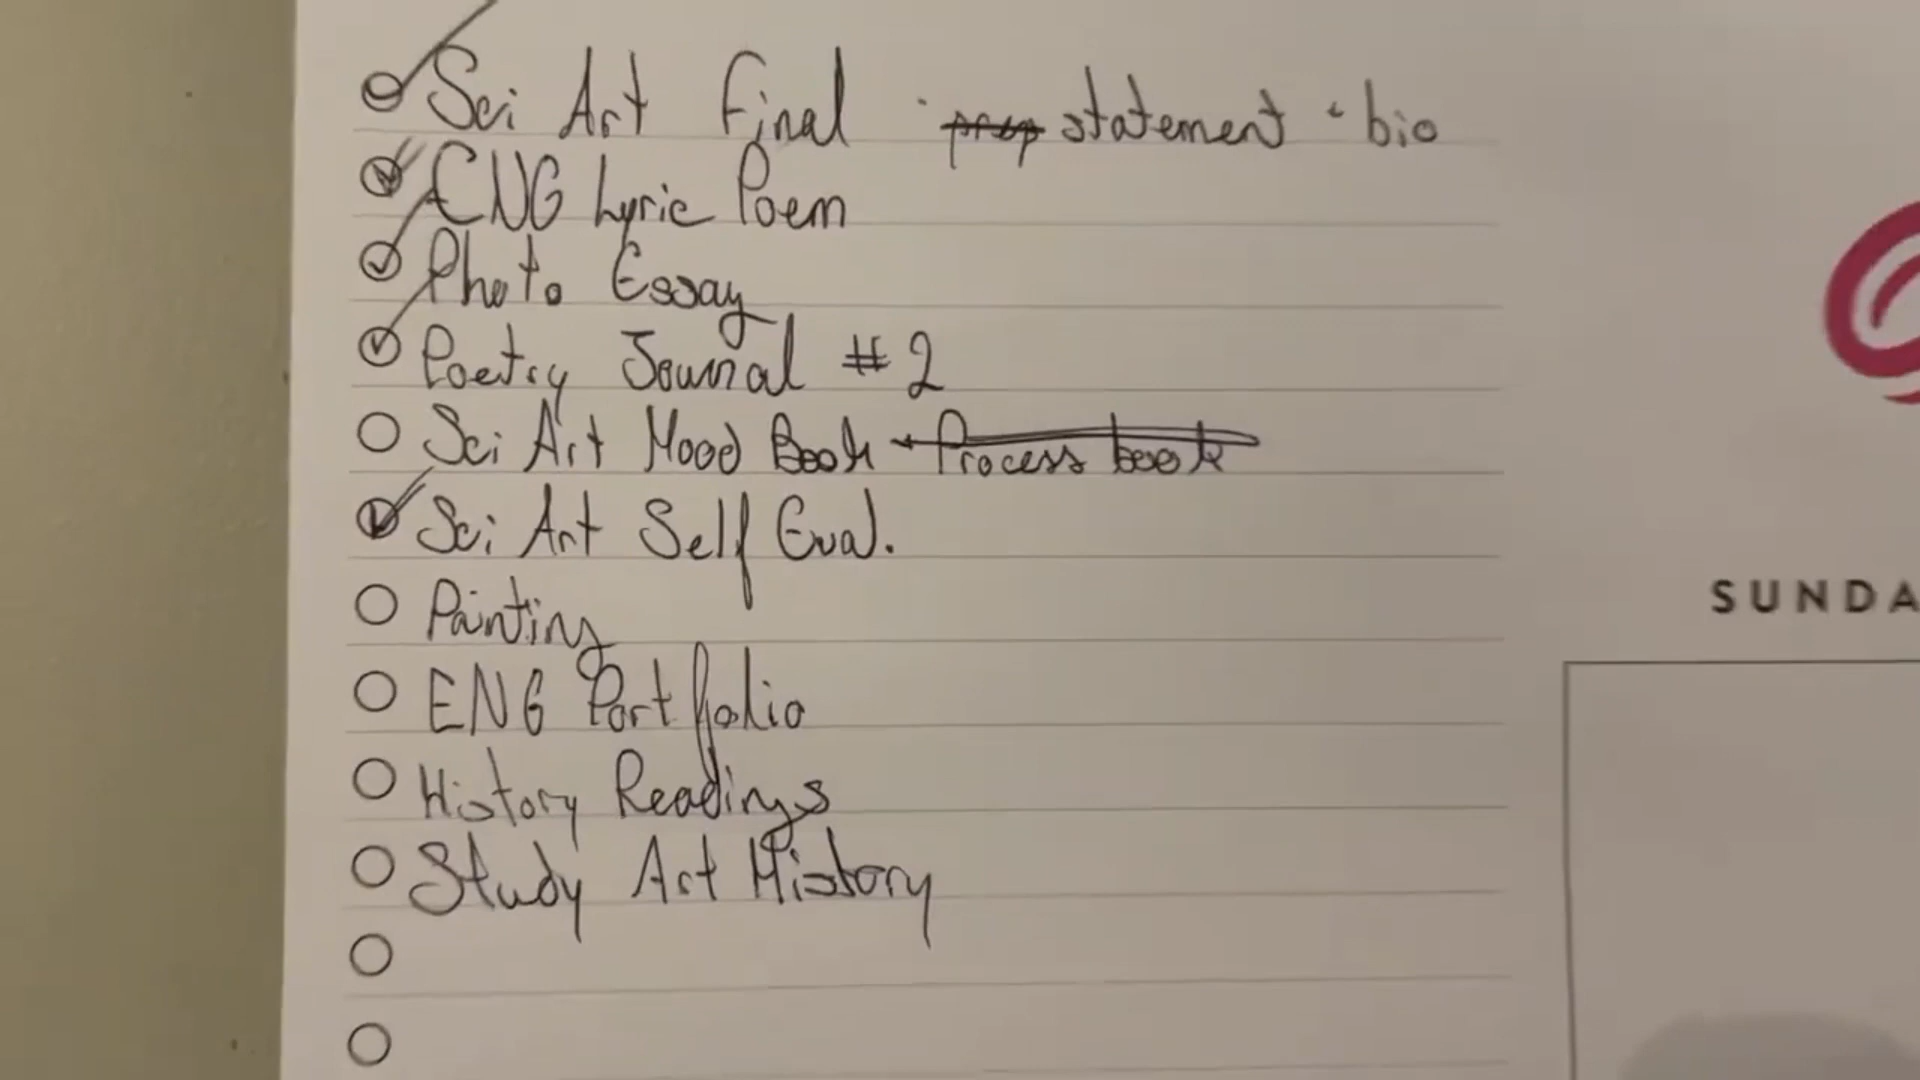 Sci Art Final · prep statement · bio
ENG Lyric Poem
Photo Essay
Poetry Journal #2
Sci Art Mood Book - Process book
Sci Art Self Eval.
Painting
ENG Portfolio
History Readings
Study Art History
SUNDA